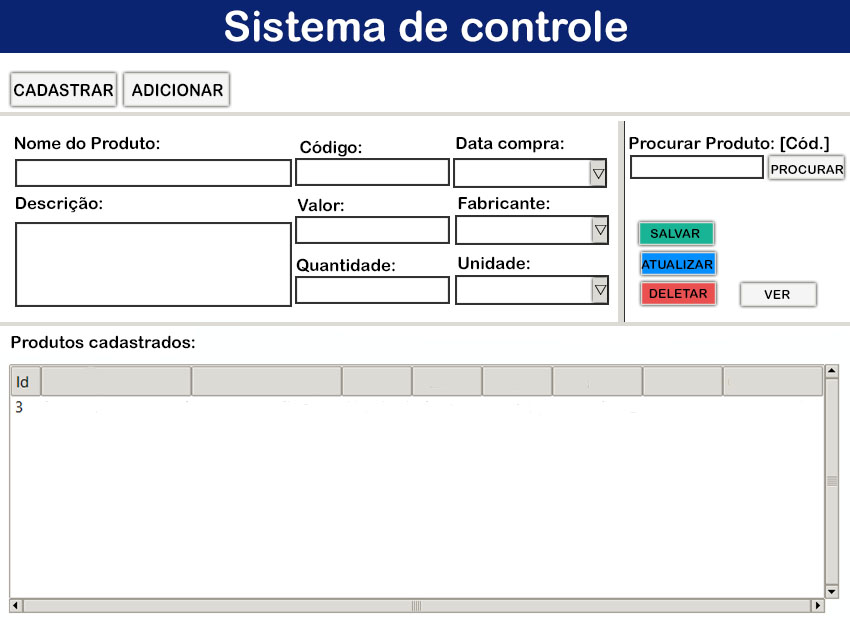 Sistema de controle
CADASTRAR ADICIONAR
Nome do Produto:
Código:
Data compra:
Procurar Produto: [Cód.]
PROCURAR
Descrição:
Valor:
Fabricante:
SALVAR
Quantidade:
Unidade:
ATUALIZAR
DELETAR
VER
Produtos cadastrados:
Id
3